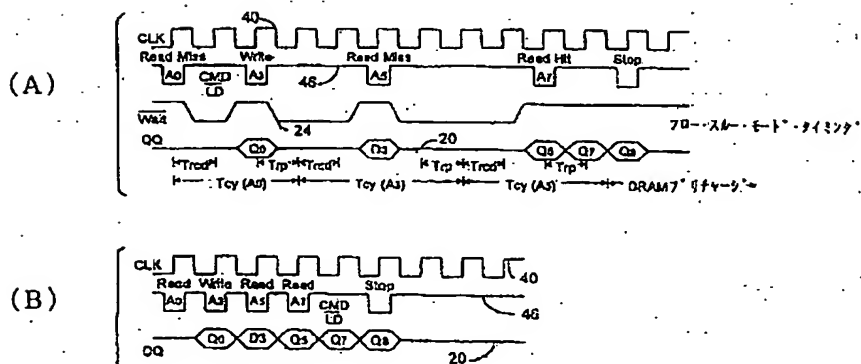 (A)
40
CLK
Read Miss Write Read Miss Read Hit Stop
A0 CMD A3 46 A5 A7
LD
Wait
24 フロー・スルー・モード・タイミング
QQ Q0 D3 20 Q5 Q7 Q8
Trcd Trp Trcd Trp Trcd Trp
Tcy (A0) Tcy (A3) Tcy (A5) DRAMプリチャージ
(B)
CLK 40
Read Write Read Read Stop
A0 A3 A5 A7 CMD 46
LD
DQ Q0 D3 Q5 Q7 Q8 20